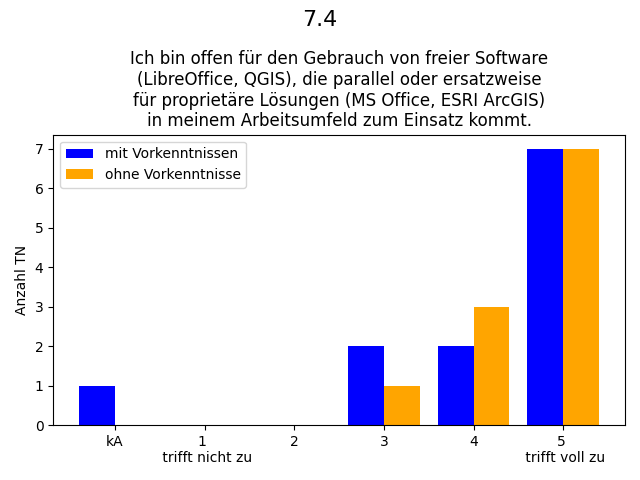 7.4
Ich bin offen für den Gebrauch von freier Software
(LibreOffice, QGIS), die parallel oder ersatzweise
für proprietäre Lösungen (MS Office, ESRI ArcGIS)
in meinem Arbeitsumfeld zum Einsatz kommt.
mit Vorkenntnissen
ohne Vorkenntnisse
Anzahl TN
7
6
5
4
3
2
1
0
kA 1 2 3 4 5
trifft nicht zu trifft voll zu